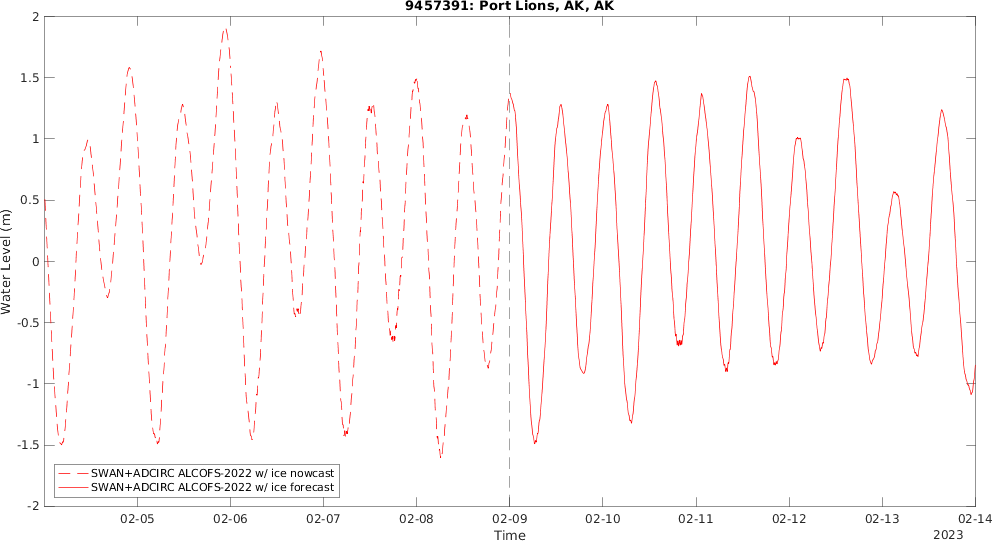 9457391: Port Lions, AK, AK
2
1.5
1
0.5
0
-0.5
-1
-1.5
-2
Water Level (m)
SWAN+ADCIRC ALCOFS-2022 w/ ice nowcast
SWAN+ADCIRC ALCOFS-2022 w/ ice forecast
02-05 02-06 02-07 02-08 02-09 02-10 02-11 02-12 02-13 02-14
Time
2023